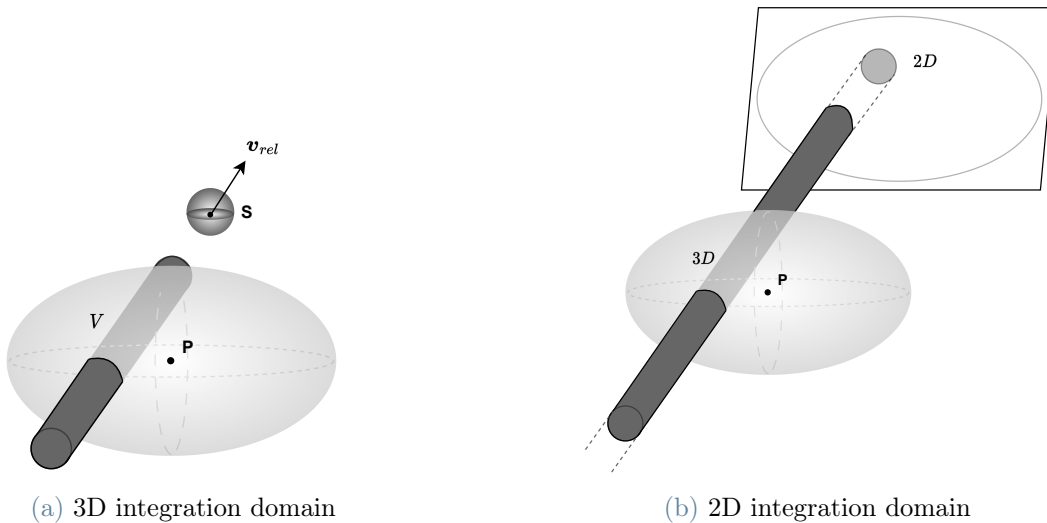 v_rel
S
V
P
(a) 3D integration domain
2D
3D
P
(b) 2D integration domain